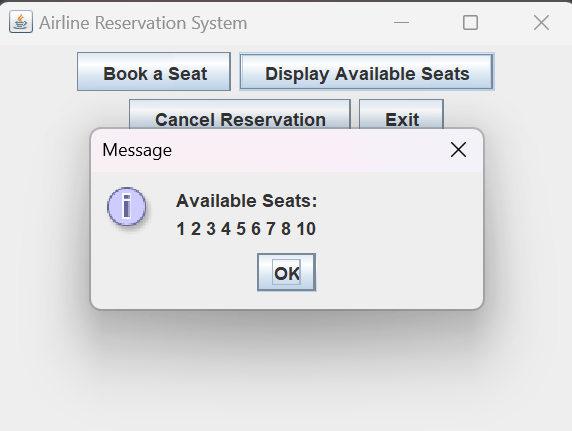 Airline Reservation System
Book a Seat
Display Available Seats
Cancel Reservation
Exit
Message
i
Available Seats:
1 2 3 4 5 6 7 8 10
OK